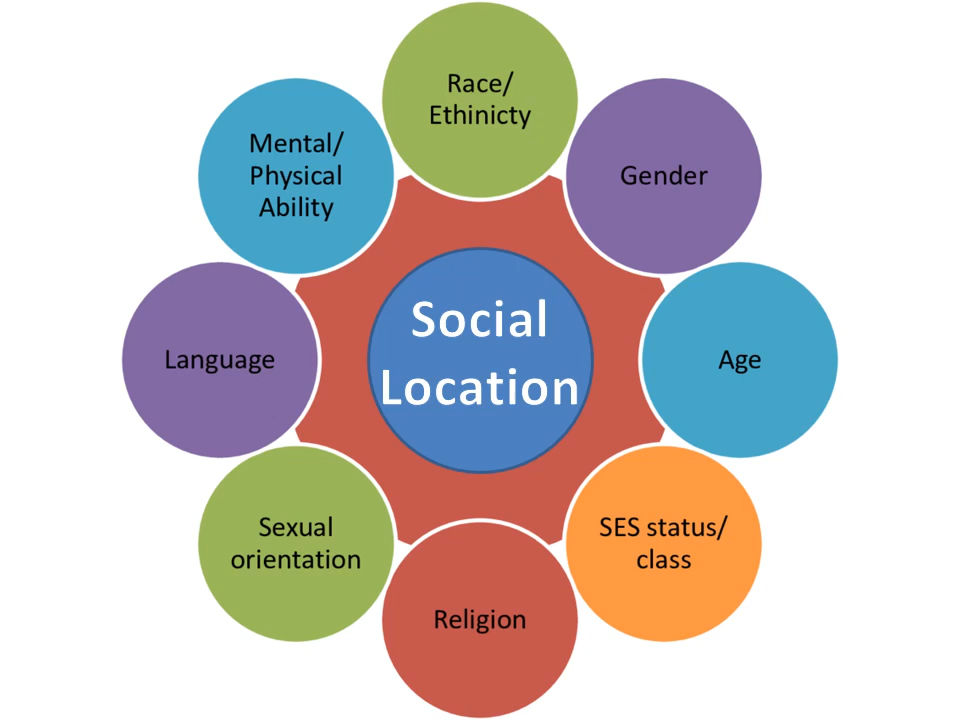 Race/
Ethinicty
Gender
Age
SES status/
class
Religion
Sexual
orientation
Language
Mental/
Physical
Ability
Social
Location